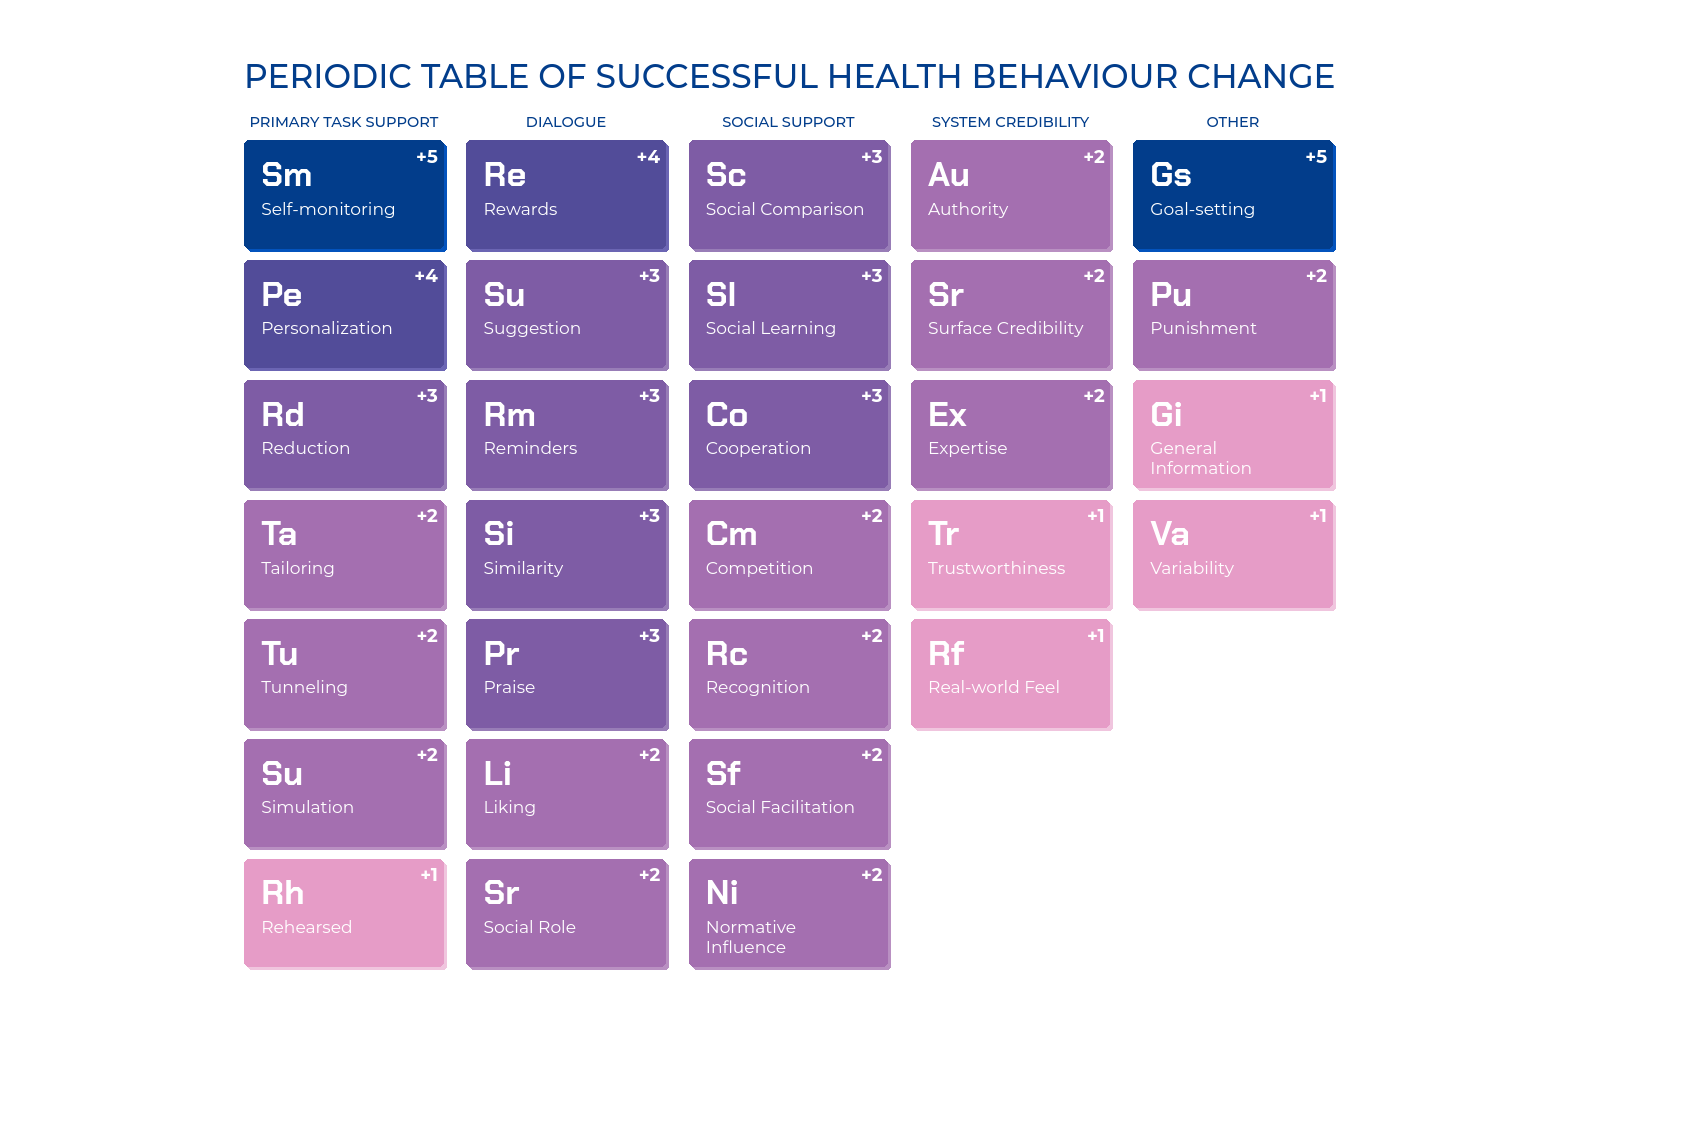 PERIODIC TABLE OF SUCCESSFUL HEALTH BEHAVIOUR CHANGE
PRIMARY TASK SUPPORT
+5
Sm
Self-monitoring
+4
Pe
Personalization
+3
Rd
Reduction
+2
Ta
Tailoring
+2
Tu
Tunneling
+2
Su
Simulation
+1
Rh
Rehearsed
DIALOGUE
+4
Re
Rewards
+3
Su
Suggestion
+3
Rm
Reminders
+3
Si
Similarity
+3
Pr
Praise
+2
Li
Liking
+2
Sr
Social Role
SOCIAL SUPPORT
+3
Sc
Social Comparison
+3
Sl
Social Learning
+3
Co
Cooperation
+2
Cm
Competition
+2
Rc
Recognition
+2
Sf
Social Facilitation
+2
Ni
Normative
Influence
SYSTEM CREDIBILITY
+2
Au
Authority
+2
Sr
Surface Credibility
+2
Ex
Expertise
+1
Tr
Trustworthiness
+1
Rf
Real-world Feel
OTHER
+5
Gs
Goal-setting
+2
Pu
Punishment
+1
Gi
General
Information
+1
Va
Variability